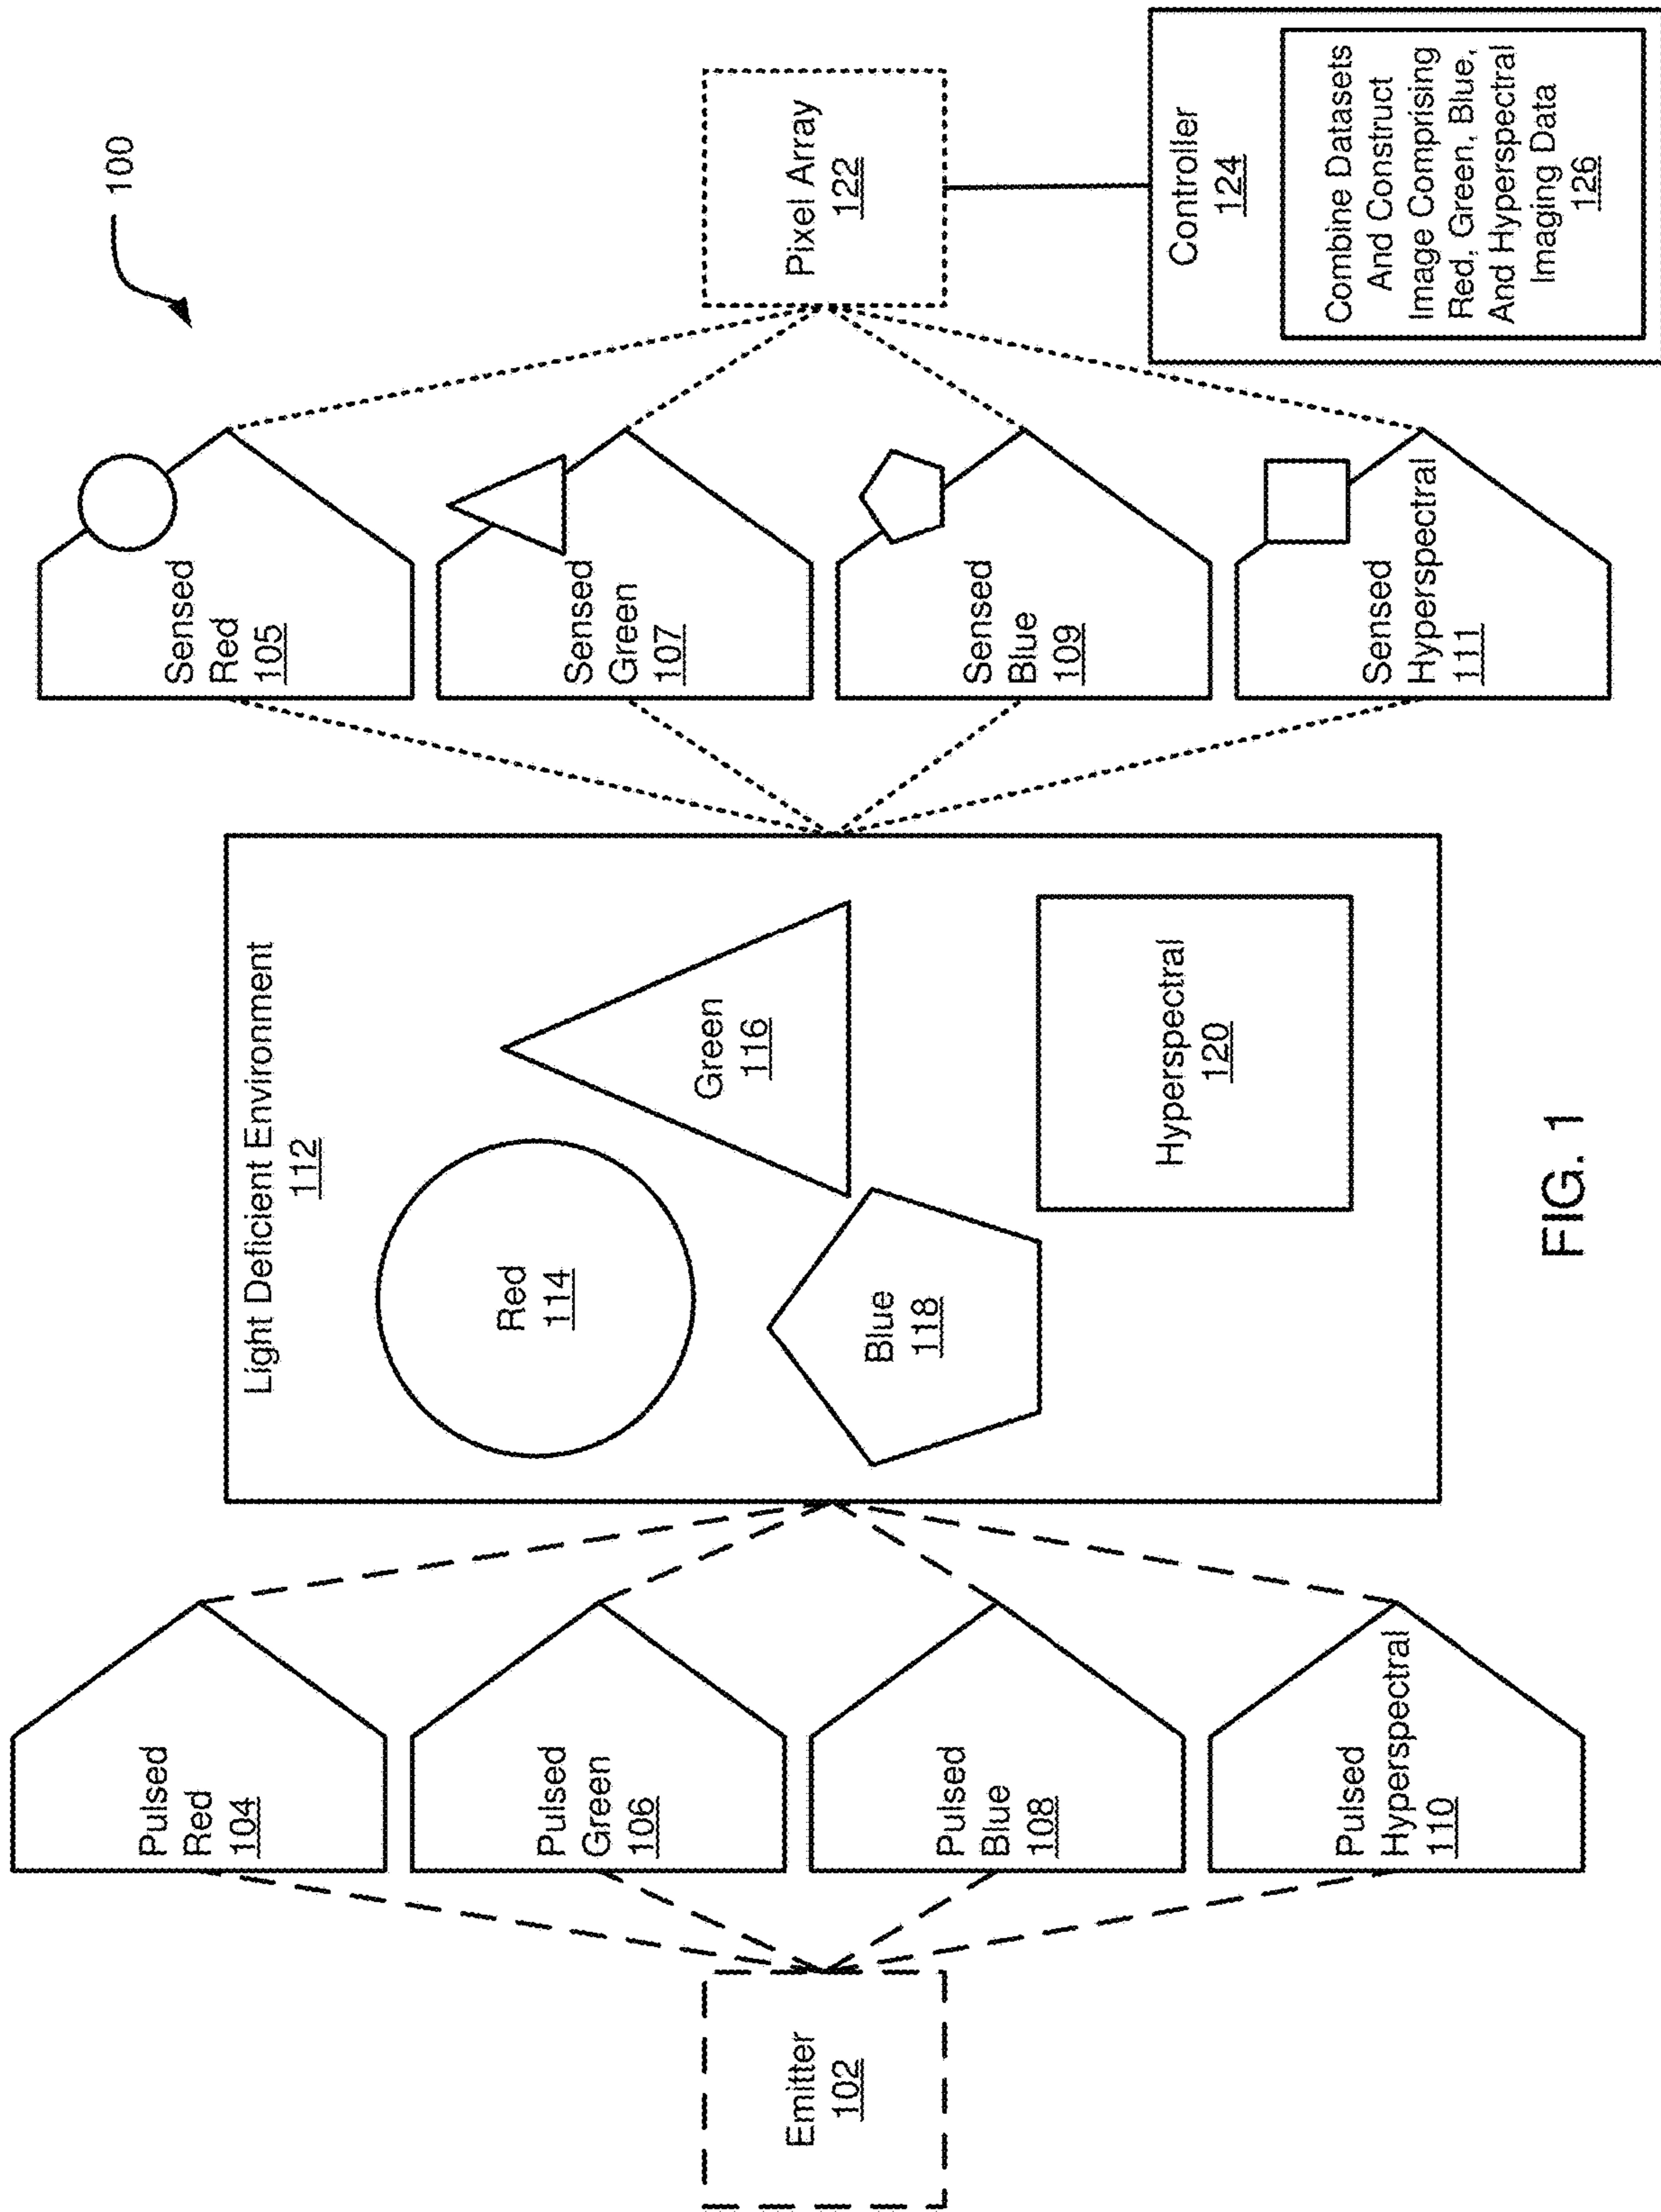 100
Emitter
102
Pulsed
Red
104
Pulsed
Green
106
Pulsed
Blue
108
Pulsed
Hyperspectral
110
Light Deficient Environment
112
Red
114
Green
116
Blue
118
Hyperspectral
120
Sensed
Red
105
Sensed
Green
107
Sensed
Blue
109
Sensed
Hyperspectral
111
Pixel Array
122
Controller
124
Combine Datasets
And Construct
Image Comprising
Red, Green, Blue,
And Hyperspectral
Imaging Data
126
FIG. 1